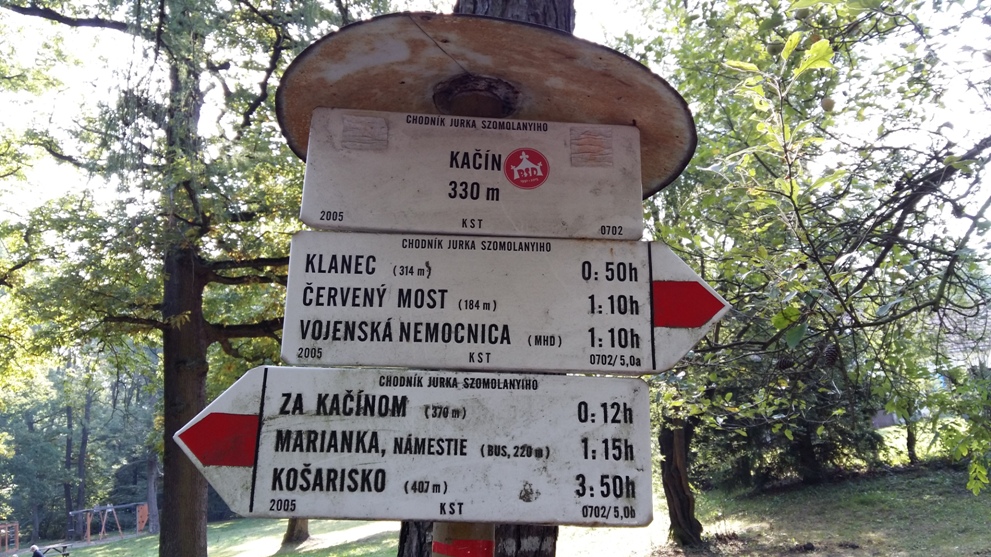 CHODNÍK JURKA SZOMOLANYIHO
KAČÍN
330 m
2005 KST 0702
CHODNÍK JURKA SZOMOLANYIHO
KLANEC (314 m) 0:50h
ČERVENÝ MOST (184 m) 1:10h
VOJENSKÁ NEMOCNICA (MHD) 1:10h
2005 KST 0702/5,0a
CHODNÍK JURKA SZOMOLANYIHO
ZA KAČÍNOM (370 m) 0:12h
MARIANKA, NÁMESTIE (BUS, 220 m) 1:15h
KOŠARISKO (407 m) 3:50h
2005 KST 0702/5,0b